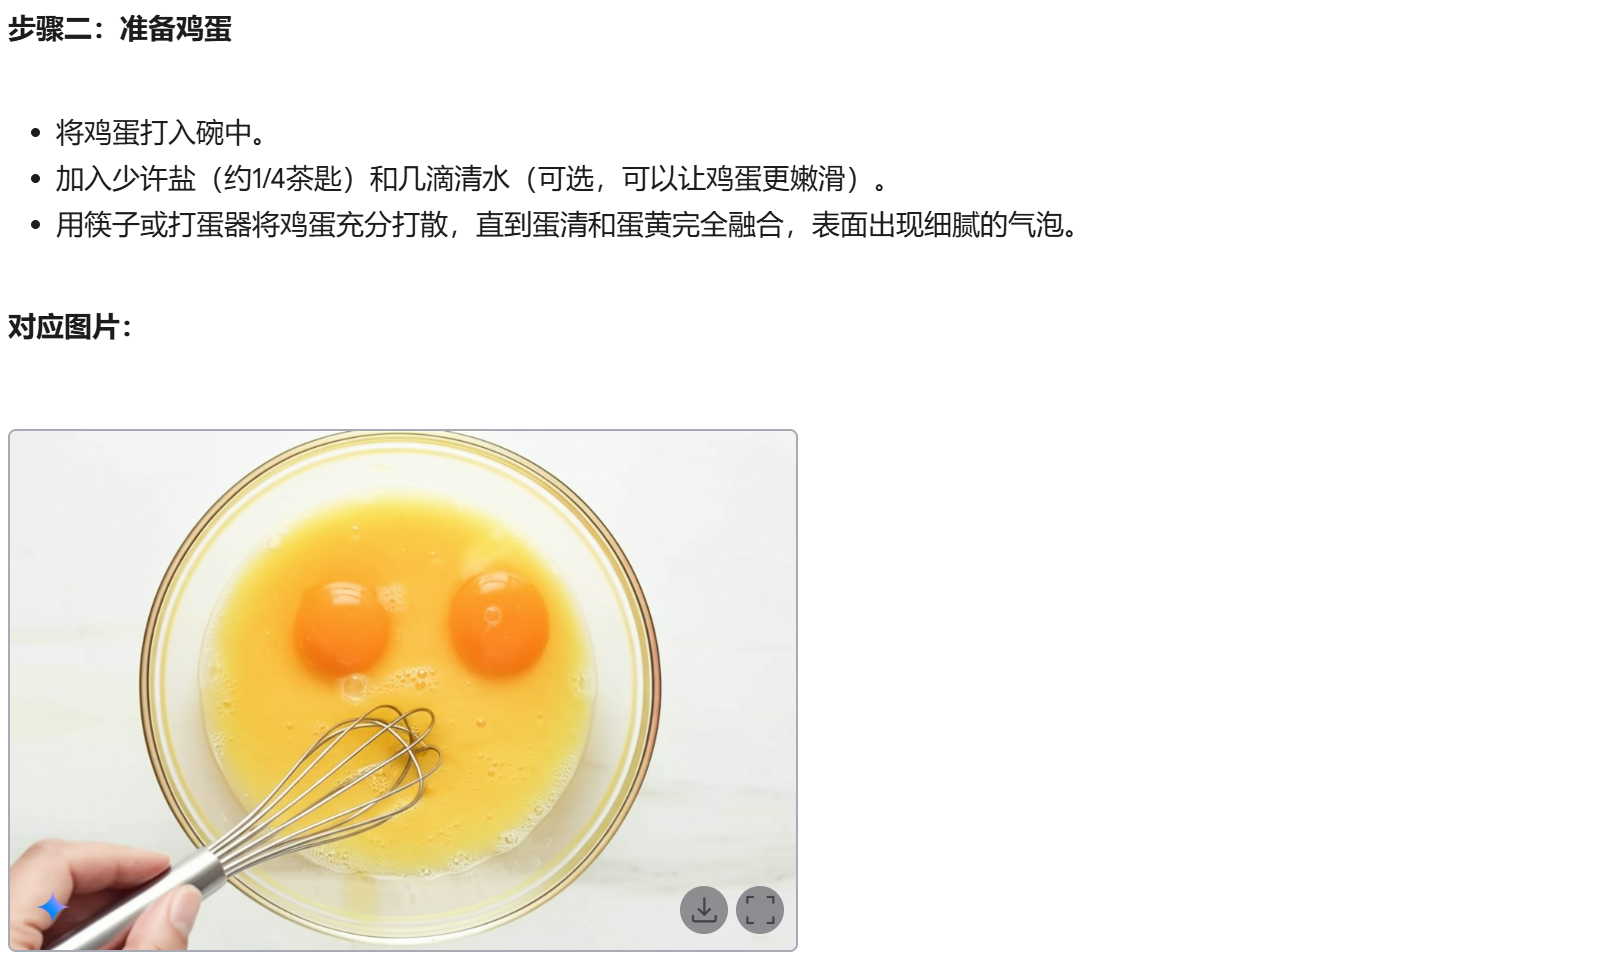 步骤二：准备鸡蛋
将鸡蛋打入碗中。
加入少许盐（约1/4茶匙）和几滴清水（可选，可以让鸡蛋更嫩滑）。
用筷子或打蛋器将鸡蛋充分打散，直到蛋清和蛋黄完全融合，表面出现细腻的气泡。
对应图片：